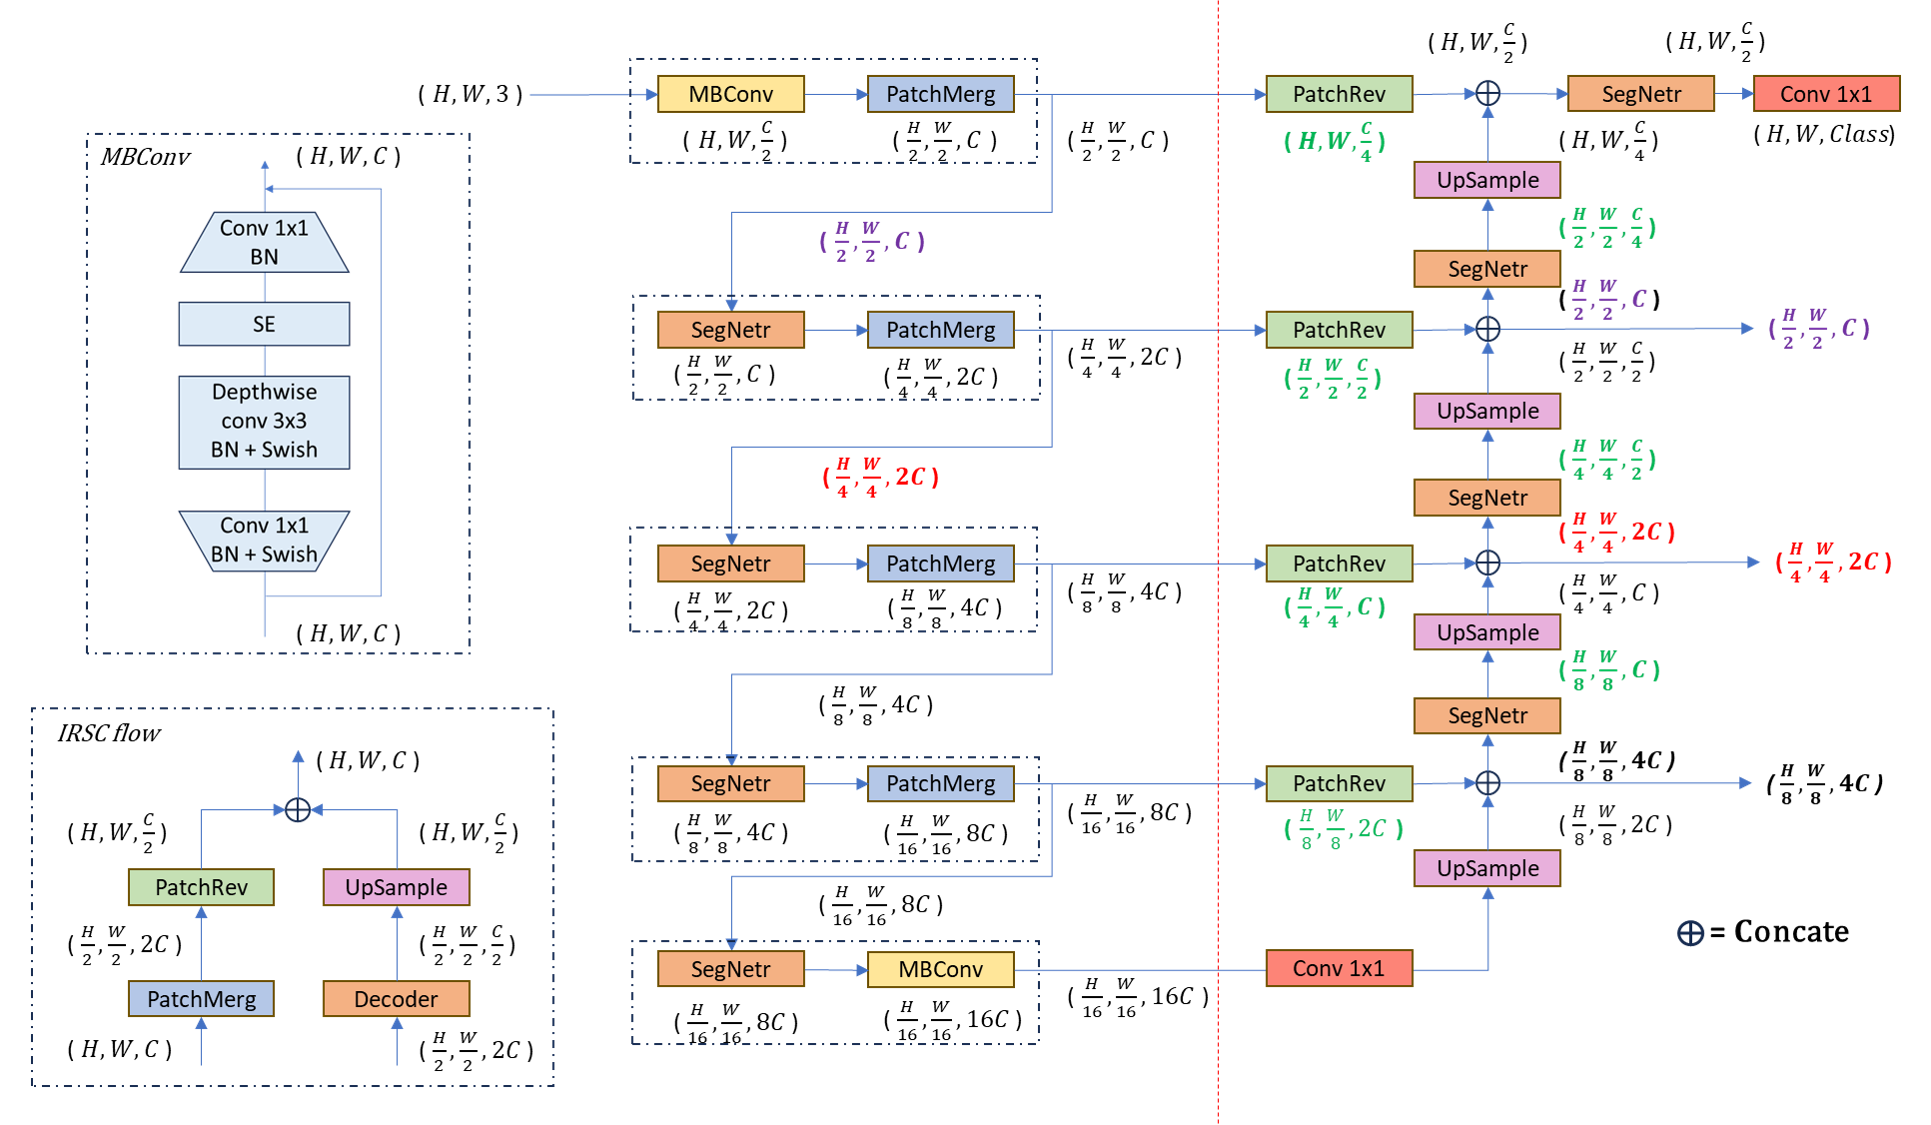 ( H, W, 3 )
MBConv
( H, W, C/2 )
PatchMerg
( H/2, W/2, C )
( H/2, W/2, C )
PatchRev
( H, W, C/4 )
( H, W, C/2 )
SegNetr
( H, W, C/4 )
( H, W, C/2 )
Conv 1x1
( H, W, Class )
UpSample
( H/2, W/2, C/4 )
SegNetr
( H/2, W/2, C )
( H/2, W/2, C )
SegNetr
( H/2, W/2, C )
PatchMerg
( H/4, W/4, 2C )
( H/4, W/4, 2C )
PatchRev
( H/2, W/2, C/2 )
( H/2, W/2, C )
( H/2, W/2, C/2 )
UpSample
( H/4, W/4, C/2 )
SegNetr
( H/4, W/4, 2C )
( H/4, W/4, 2C )
SegNetr
( H/4, W/4, 2C )
PatchMerg
( H/8, W/8, 4C )
( H/8, W/8, 4C )
PatchRev
( H/4, W/4, C )
( H/4, W/4, 2C )
( H/4, W/4, C )
UpSample
( H/8, W/8, C )
SegNetr
( H/8, W/8, 4C )
( H/8, W/8, 4C )
SegNetr
( H/8, W/8, 4C )
PatchMerg
( H/16, W/16, 8C )
( H/16, W/16, 8C )
PatchRev
( H/8, W/8, 2C )
( H/8, W/8, 4C )
( H/8, W/8, 2C )
UpSample
( H/16, W/16, 8C )
SegNetr
( H/16, W/16, 8C )
MBConv
( H/16, W/16, 16C )
( H/16, W/16, 16C )
Conv 1x1
⊕ = Concate
MBConv
( H, W, C )
Conv 1x1
BN
SE
Depthwise
conv 3x3
BN + Swish
Conv 1x1
BN + Swish
( H, W, C )
IRSC flow
( H, W, C )
( H, W, C/2 )
( H, W, C/2 )
PatchRev
UpSample
( H/2, W/2, 2C )
( H/2, W/2, C/2 )
PatchMerg
Decoder
( H, W, C )
( H/2, W/2, 2C )